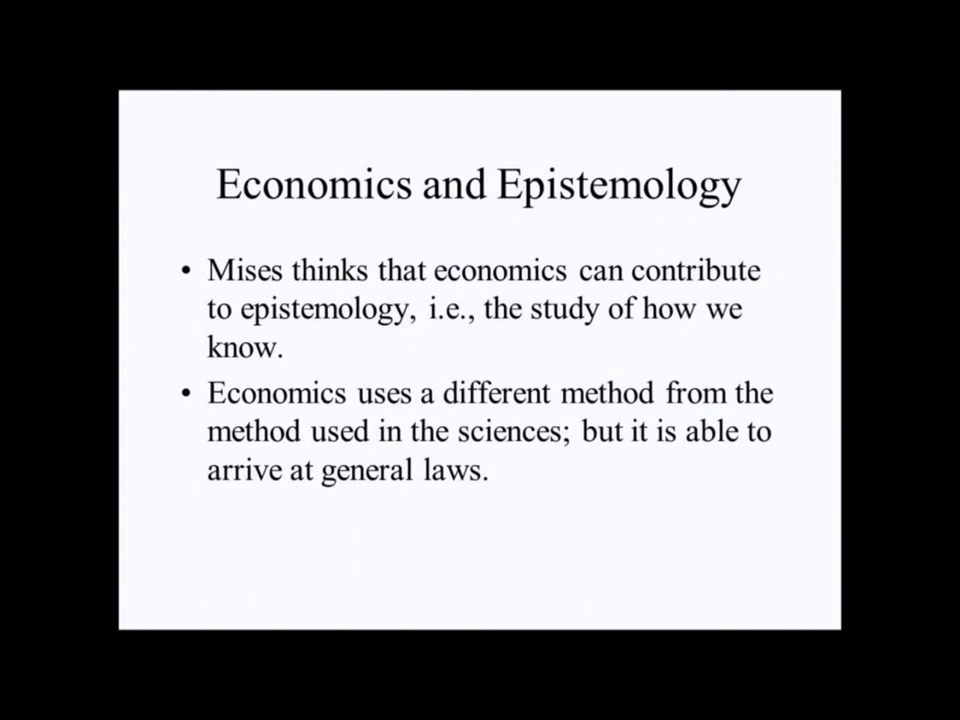 Economics and Epistemology
• Mises thinks that economics can contribute
to epistemology, i.e., the study of how we
know.
• Economics uses a different method from the
method used in the sciences; but it is able to
arrive at general laws.